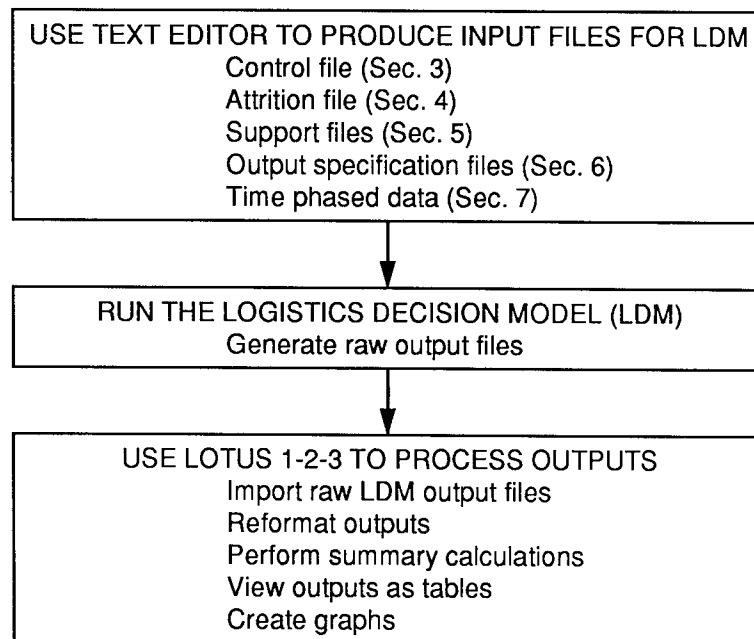 USE TEXT EDITOR TO PRODUCE INPUT FILES FOR LDM
Control file (Sec. 3)
Attrition file (Sec. 4)
Support files (Sec. 5)
Output specification files (Sec. 6)
Time phased data (Sec. 7)
RUN THE LOGISTICS DECISION MODEL (LDM)
Generate raw output files
USE LOTUS 1-2-3 TO PROCESS OUTPUTS
Import raw LDM output files
Reformat outputs
Perform summary calculations
View outputs as tables
Create graphs